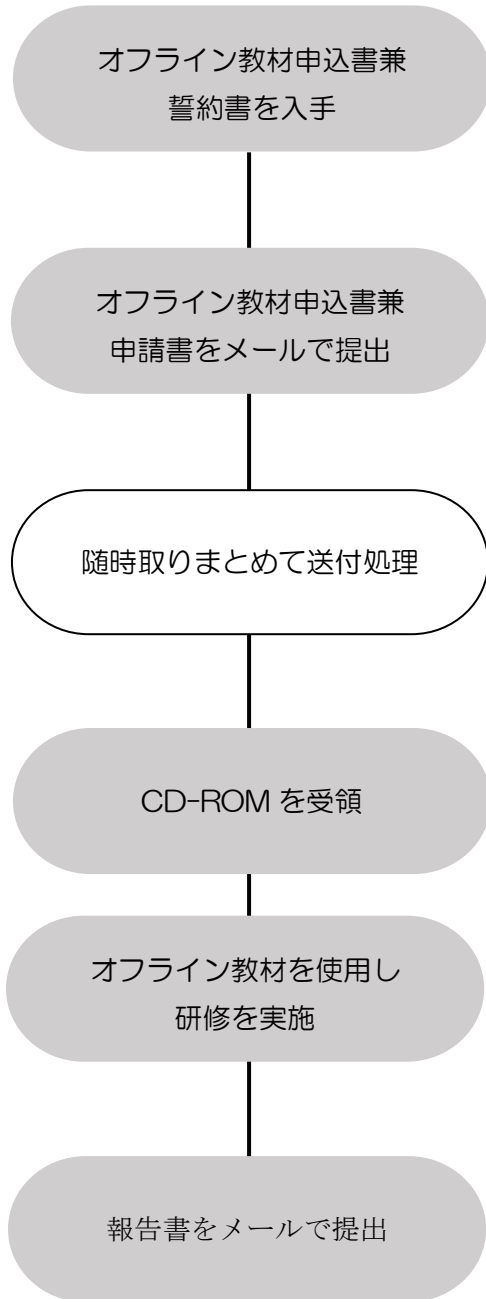 オフライン教材申込書兼
誓約書を入手
オフライン教材申込書兼
申請書をメールで提出
随時取りまとめて送付処理
CD-ROM を受領
オフライン教材を使用し
研修を実施
報告書をメールで提出